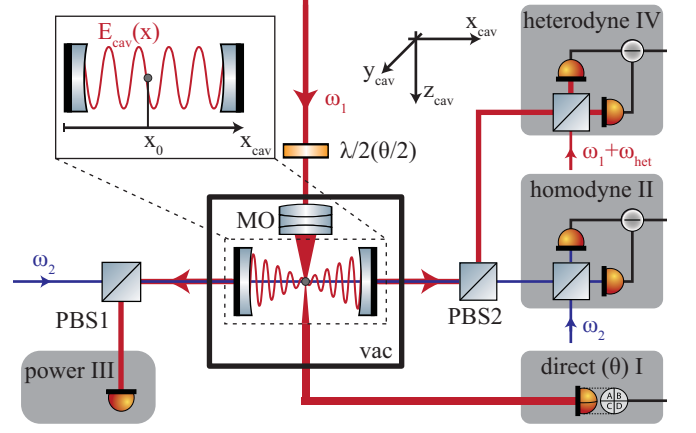 E_cav(x)
x_0
x_cav
ω_1
λ/2(θ/2)
x_cav
y_cav
z_cav
heterodyne IV
ω_1+ω_het
MO
homodyne II
ω_2
PBS1
PBS2
ω_2
vac
power III
direct (θ) I
A B
C D